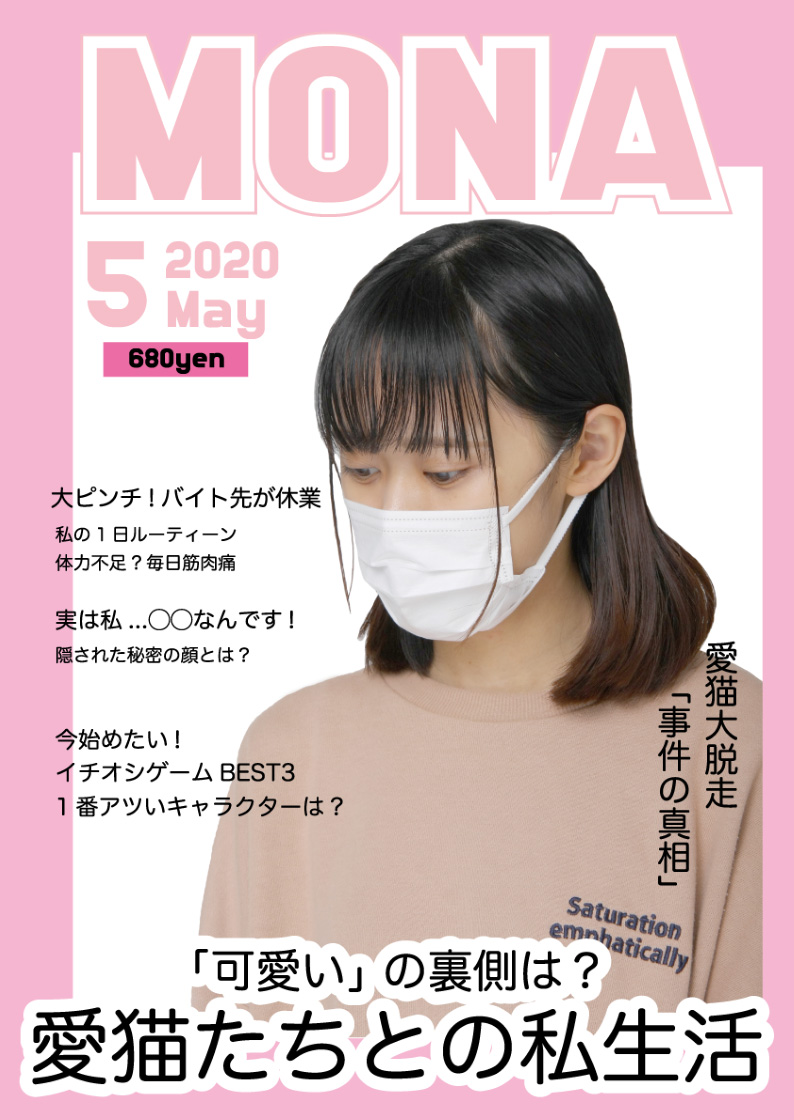 MONA
5
2020
May
680yen
大ピンチ!バイト先が休業
私の1日ルーティーン
体力不足?毎日筋肉痛
実は私...○○なんです!
隠された秘密の顔とは?
今始めたい!
イチオシゲームBEST3
1番アツいキャラクターは?
愛猫大脱走
「事件の真相」
Saturation
emphatically
「可愛い」の裏側は?
愛猫たちとの私生活